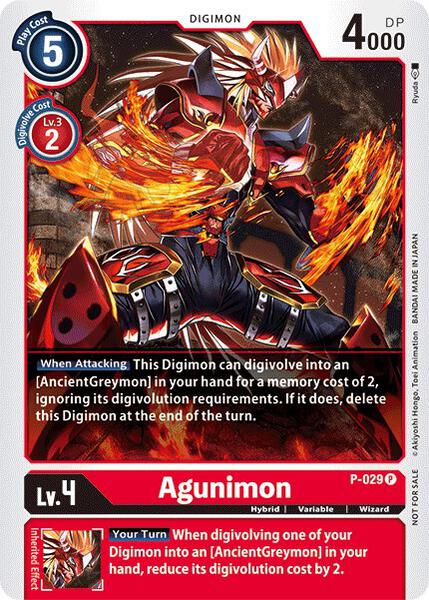 DIGIMON
Play Cost
5
4000
DP
Digivolve Cost
Lv.3
2
Ryuda
When Attacking This Digimon can digivolve into an
[AncientGreymon] in your hand for a memory cost of 2,
ignoring its digivolution requirements. If it does, delete
this Digimon at the end of the turn.
© Akiyoshi Hongo, Toei Animation BANDAI MADE IN JAPAN
NOT FOR SALE
Lv.4
Agunimon
P-029 P
Hybrid | Variable | Wizard
Inherited Effect
Your Turn When digivolving one of your
Digimon into an [AncientGreymon] in your
hand, reduce its digivolution cost by 2.